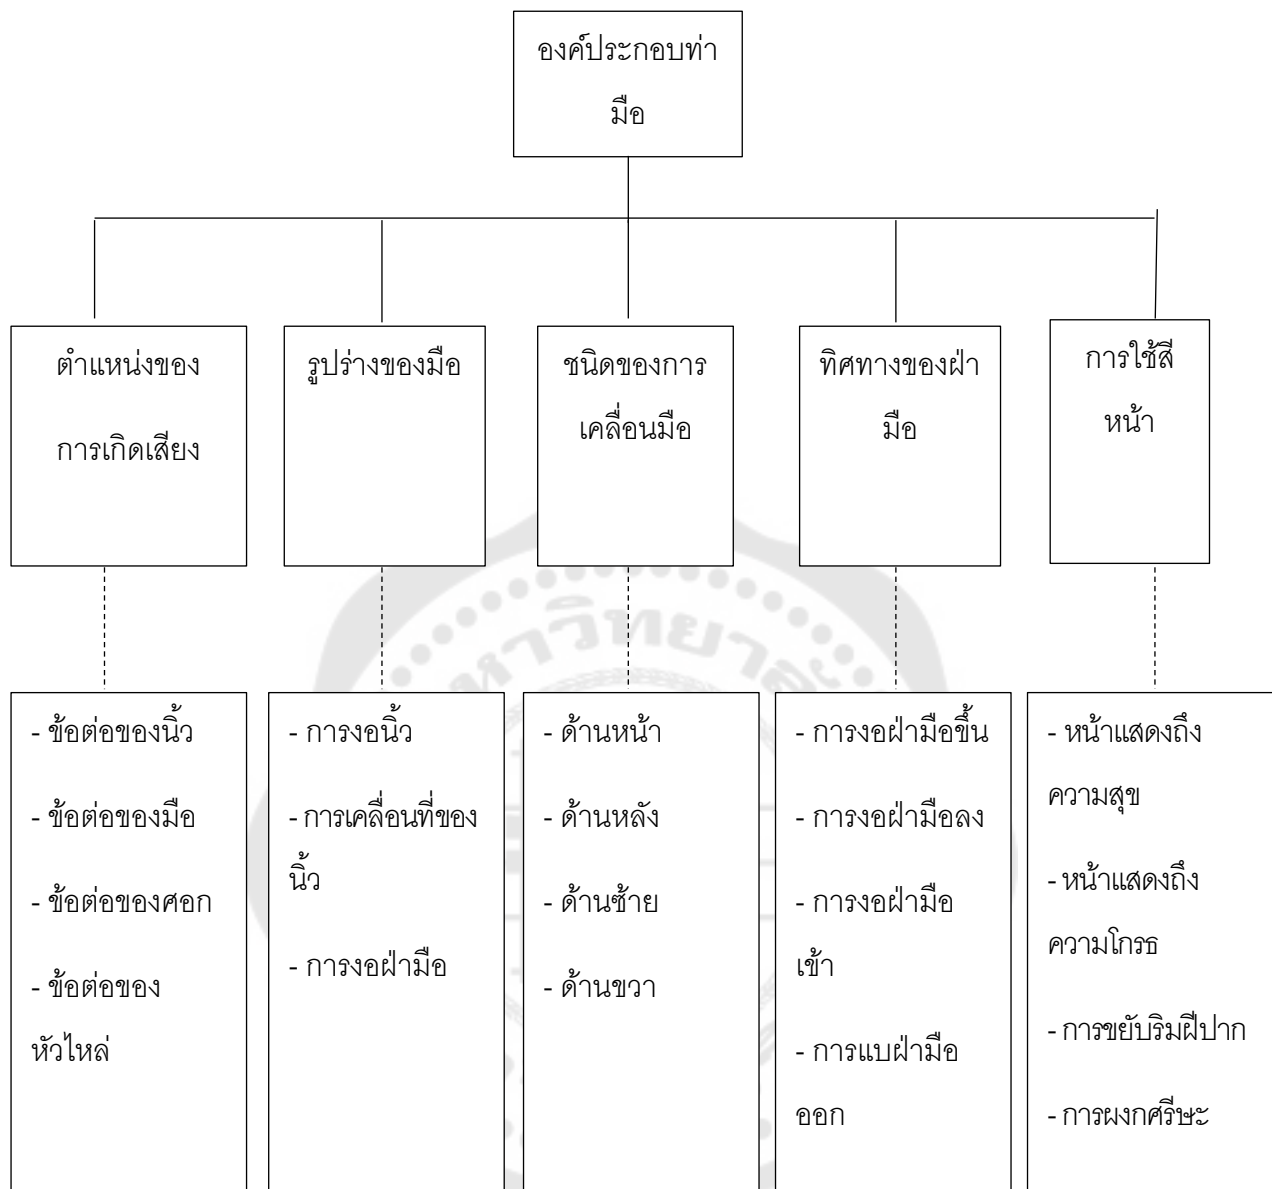 องค์ประกอบท่า
มือ
ตำแหน่งของ
การเกิดเสียง
รูปร่างของมือ
ชนิดของการ
เคลื่อนมือ
ทิศทางของฝ่า
มือ
การใช้สี
หน้า
- ข้อต่อของนิ้ว
- ข้อต่อของมือ
- ข้อต่อของศอก
- ข้อต่อของ
หัวไหล่
- การงอนิ้ว
- การเคลื่อนที่ของ
นิ้ว
- การงอฝ่ามือ
- ด้านหน้า
- ด้านหลัง
- ด้านซ้าย
- ด้านขวา
- การงอฝ่ามือขึ้น
- การงอฝ่ามือลง
- การงอฝ่ามือ
เข้า
- การแบฝ่ามือ
ออก
- หน้าแสดงถึง
ความสุข
- หน้าแสดงถึง
ความโกรธ
- การขยับริมฝีปาก
- การผงกศรีษะ